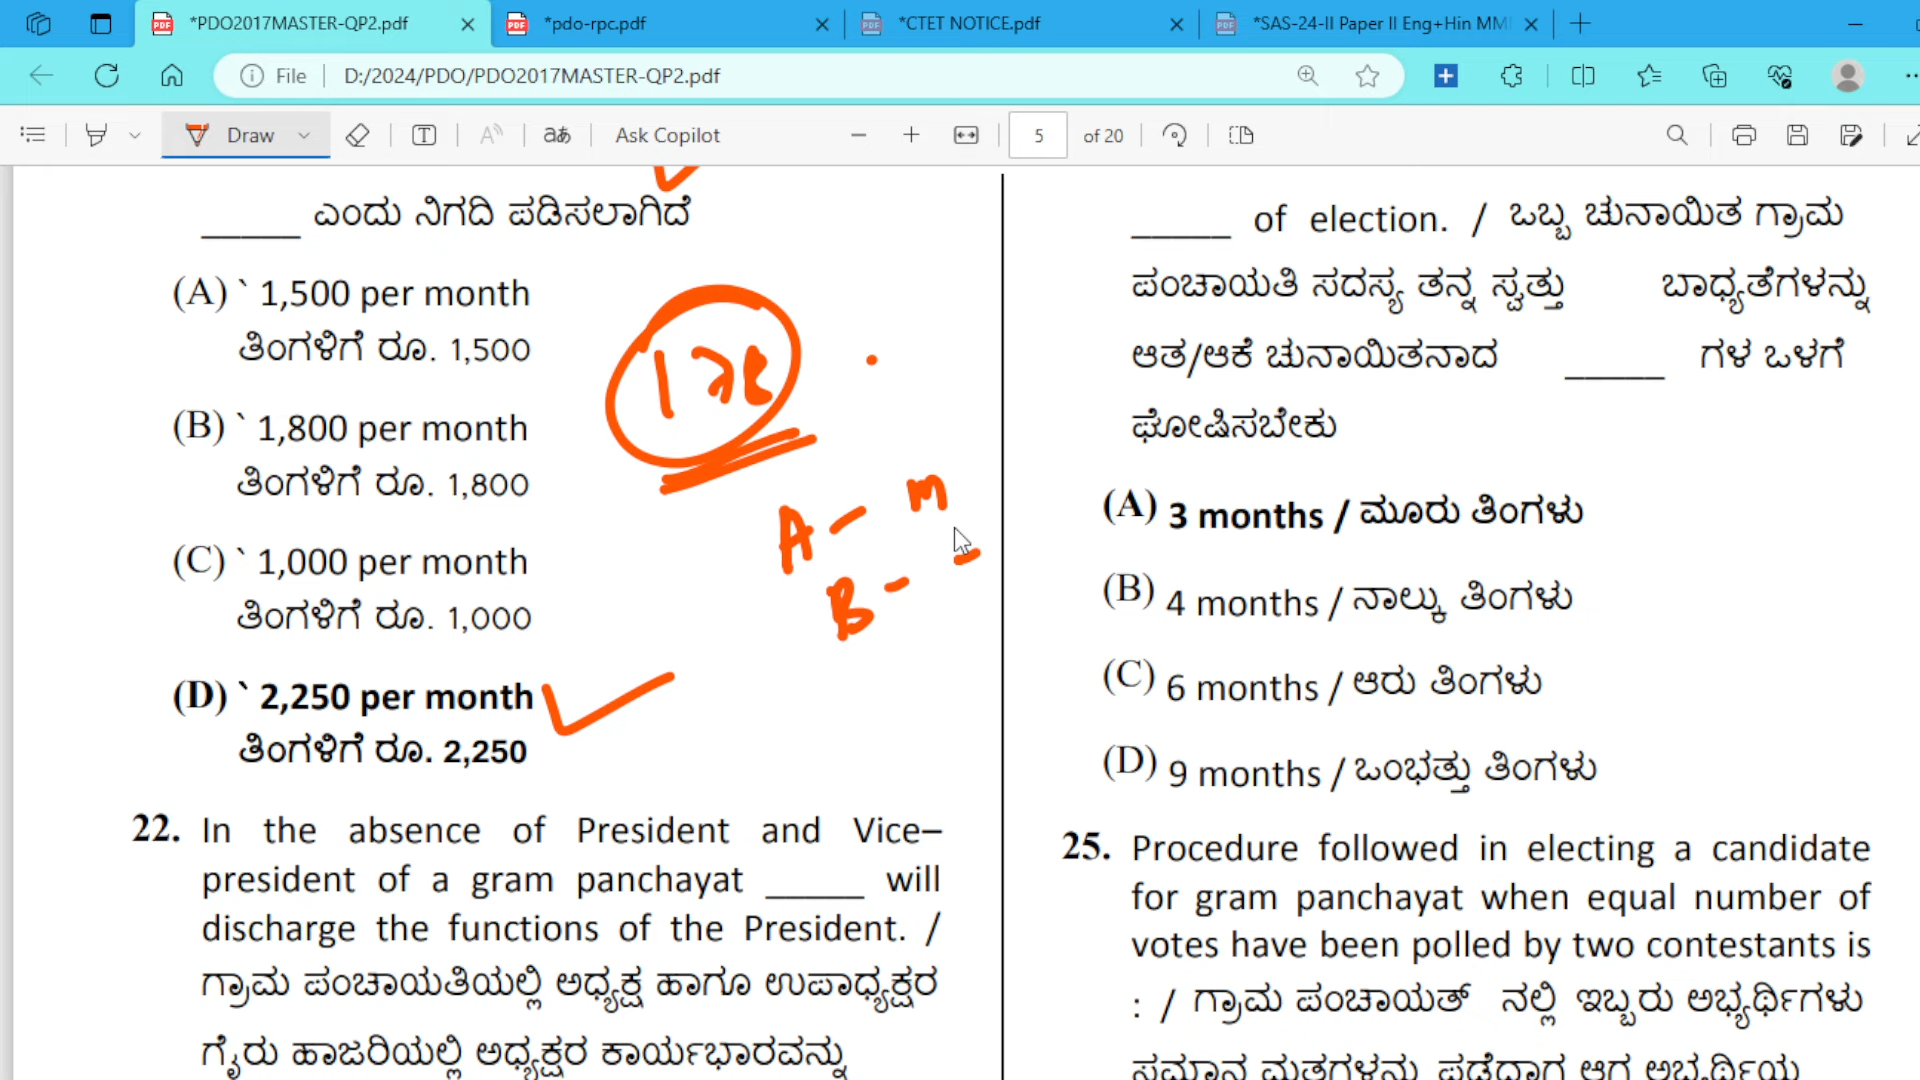 *PDO2017MASTER-QP2.pdf
*pdo-rpc.pdf
*CTET NOTICE.pdf
*SAS-24-II Paper II Eng+Hin MM
File
D:/2024/PDO/PDO2017MASTER-QP2.pdf
Draw
aあ
Ask Copilot
5
of 20
_____ ಎಂದು ನಿಗದಿ ಪಡಿಸಲಾಗಿದೆ
(A) ` 1,500 per month
ತಿಂಗಳಿಗೆ ರೂ. 1,500
(B) ` 1,800 per month
ತಿಂಗಳಿಗೆ ರೂ. 1,800
(C) ` 1,000 per month
ತಿಂಗಳಿಗೆ ರೂ. 1,000
(D) ` 2,250 per month
ತಿಂಗಳಿಗೆ ರೂ. 2,250
A - m
B -
22. In the absence of President and Vice–
president of a gram panchayat _____ will
discharge the functions of the President. /
ಗ್ರಾಮ ಪಂಚಾಯತಿಯಲ್ಲಿ ಅಧ್ಯಕ್ಷ ಹಾಗೂ ಉಪಾಧ್ಯಕ್ಷರ
ಗೈರು ಹಾಜರಿಯಲ್ಲಿ ಅಧ್ಯಕ್ಷರ ಕಾರ್ಯಭಾರವನ್ನು
_____ of election. / ಒಬ್ಬ ಚುನಾಯಿತ ಗ್ರಾಮ
ಪಂಚಾಯತಿ ಸದಸ್ಯ ತನ್ನ ಸ್ವತ್ತು ಬಾಧ್ಯತೆಗಳನ್ನು
ಆತ/ಆಕೆ ಚುನಾಯಿತನಾದ _____ ಗಳ ಒಳಗೆ
ಘೋಷಿಸಬೇಕು
(A) 3 months / ಮೂರು ತಿಂಗಳು
(B) 4 months / ನಾಲ್ಕು ತಿಂಗಳು
(C) 6 months / ಆರು ತಿಂಗಳು
(D) 9 months / ಒಂಭತ್ತು ತಿಂಗಳು
25. Procedure followed in electing a candidate
for gram panchayat when equal number of
votes have been polled by two contestants is
: / ಗ್ರಾಮ ಪಂಚಾಯತ್ ನಲ್ಲಿ ಇಬ್ಬರು ಅಭ್ಯರ್ಥಿಗಳು
ಸಮಾನ ಮತಗಳನ್ನು ಪಡೆದಾಗ ಆಗ ಅಭ್ಯರ್ಥಿಯ